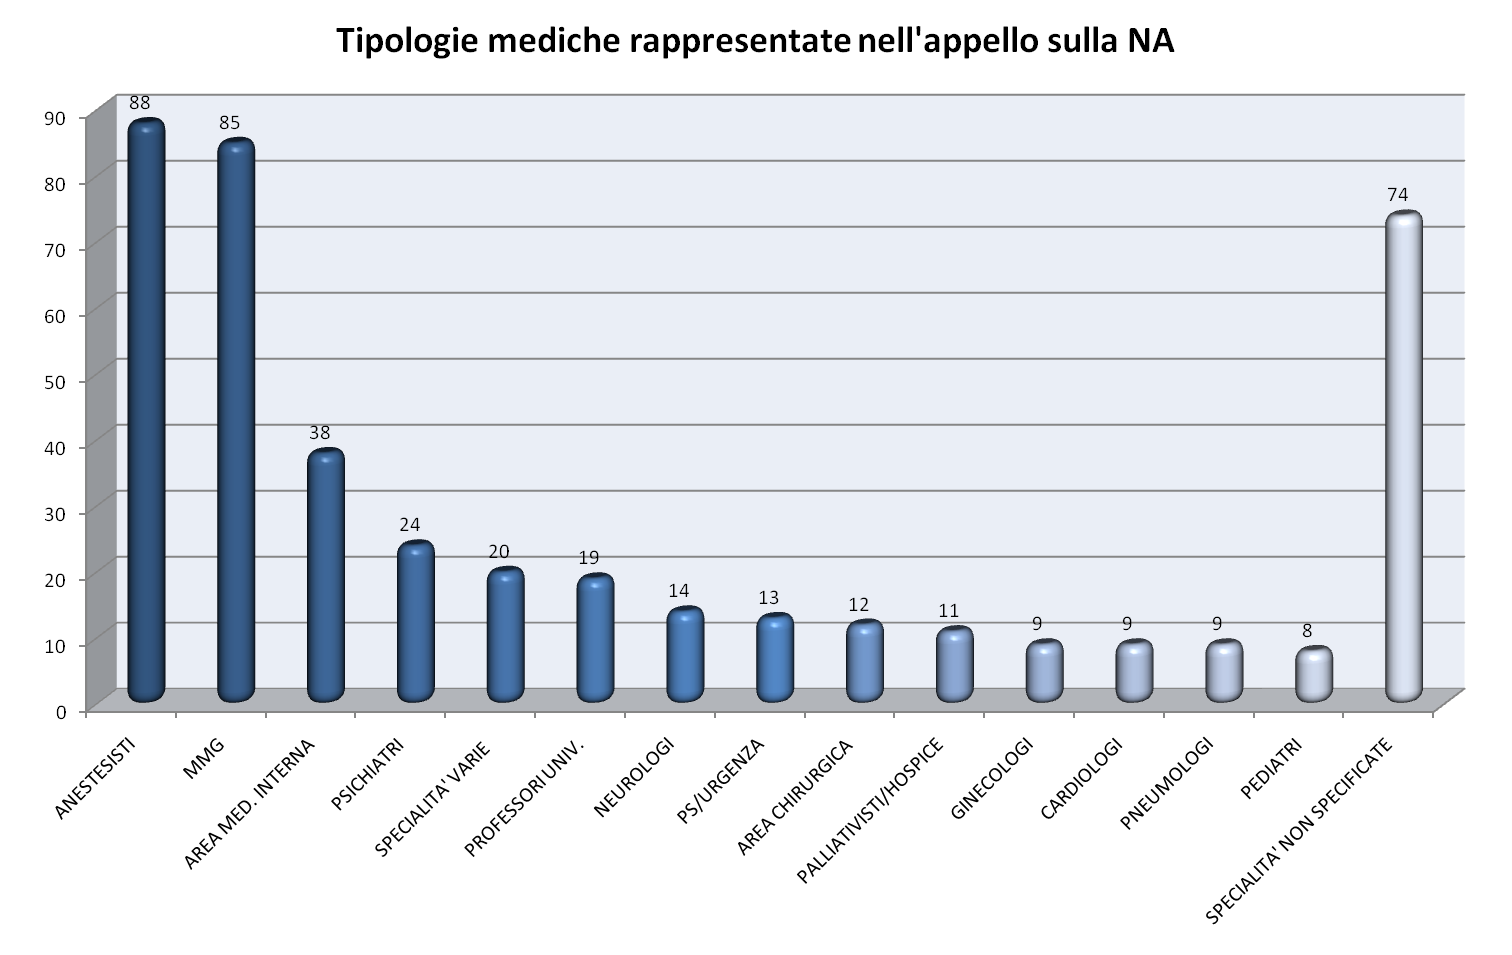 Tipologie mediche rappresentate nell'appello sulla NA
90
80
70
60
50
40
30
20
10
0
88
85
38
24
20
19
14
13
12
11
9
9
9
8
74
ANESTESISTI
MMG
AREA MED. INTERNA
PSICHIATRI
SPECIALITA' VARIE
PROFESSORI UNIV.
NEUROLOGI
PS/URGENZA
AREA CHIRURGICA
PALLIATIVISTI/HOSPICE
GINECOLOGI
CARDIOLOGI
PNEUMOLOGI
PEDIATRI
SPECIALITA' NON SPECIFICATE